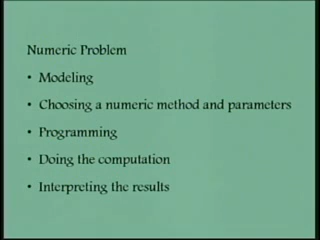 Numeric Problem
• Modeling
• Choosing a numeric method and parameters
• Programming
• Doing the computation
• Interpreting the results